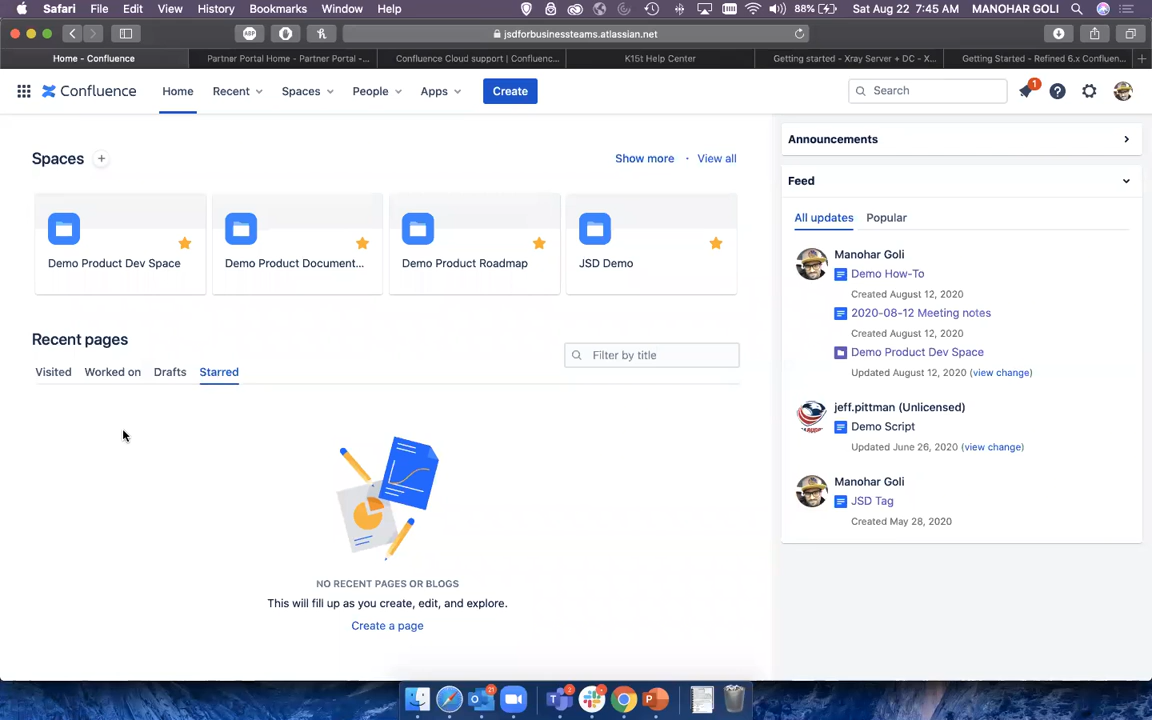 Safari File Edit View History Bookmarks Window Help 88% Sat Aug 22 7:45 AM MANOHAR GOLI
ABP jsdforbusinessteams.atlassian.net
Home - Confluence Partner Portal Home - Partner Portal -... Confluence Cloud support | Confluenc... K15t Help Center Getting started - Xray Server + DC - X... Getting Started - Refined 6.x Confluen...
Confluence Home Recent Spaces People Apps Create Search 1
Spaces + Show more · View all
Demo Product Dev Space
Demo Product Document...
Demo Product Roadmap
JSD Demo
Recent pages
Filter by title
Visited Worked on Drafts Starred
NO RECENT PAGES OR BLOGS
This will fill up as you create, edit, and explore.
Create a page
Announcements
Feed
All updates Popular
Manohar Goli
Demo How-To
Created August 12, 2020
2020-08-12 Meeting notes
Created August 12, 2020
Demo Product Dev Space
Updated August 12, 2020 (view change)
jeff.pittman (Unlicensed)
Demo Script
Updated June 26, 2020 (view change)
Manohar Goli
JSD Tag
Created May 28, 2020